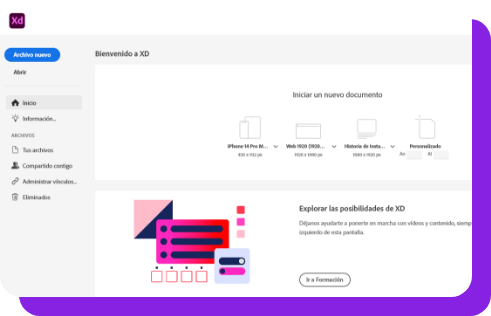 Xd
Archivo nuevo
Abrir
Inicio
Información...
ARCHIVOS
Tus archivos
Compartido contigo
Administrar vínculos...
Eliminados
Bienvenido a XD
Iniciar un nuevo documento
iPhone 14 Pro M...
Web 1920 (1920...
Historia de Insta...
Personalizado
430 x 932 px
1920 x 1080 px
1080 x 1920 px
An
Al
Explorar las posibilidades de XD
Déjanos ayudarte a ponerte en marcha con vídeos y contenido, siemp
izquierdo de esta pantalla.
Ir a Formación